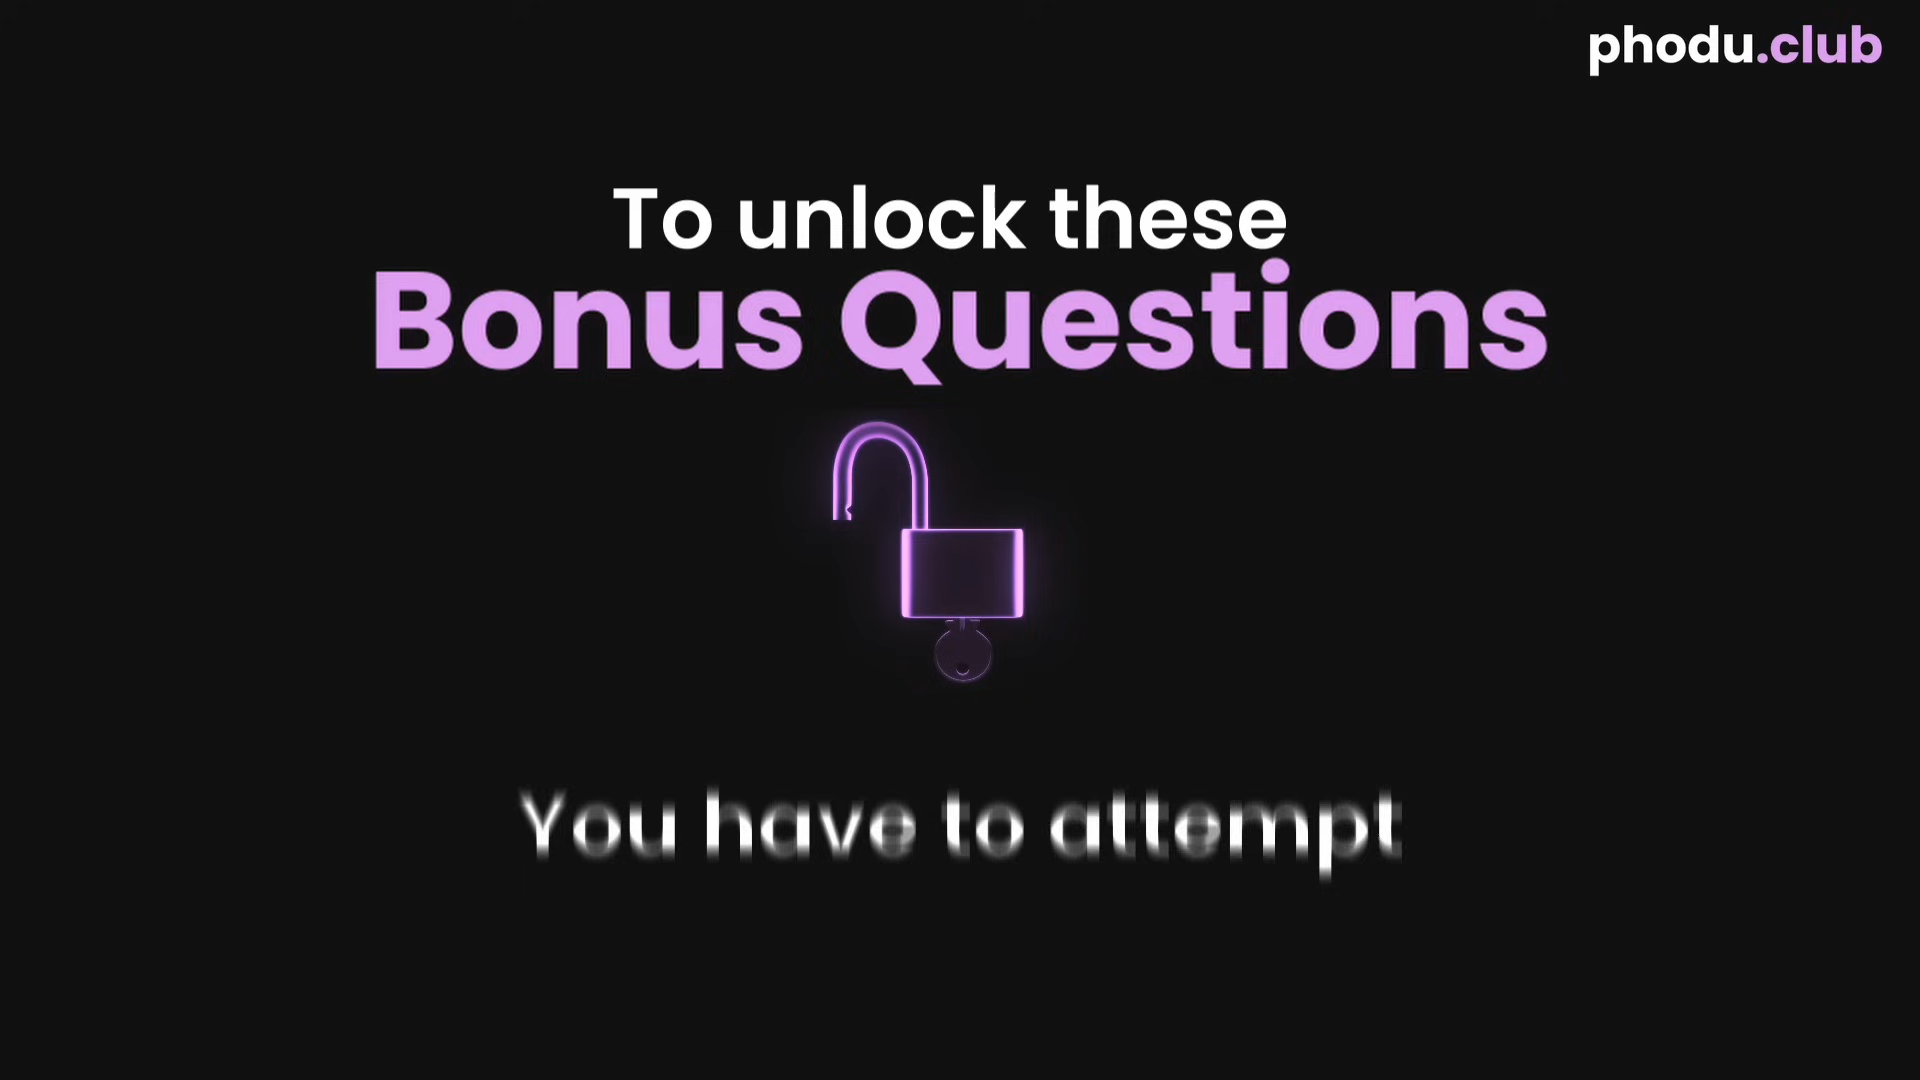 phodu.club
To unlock these
Bonus Questions
You have to attempt